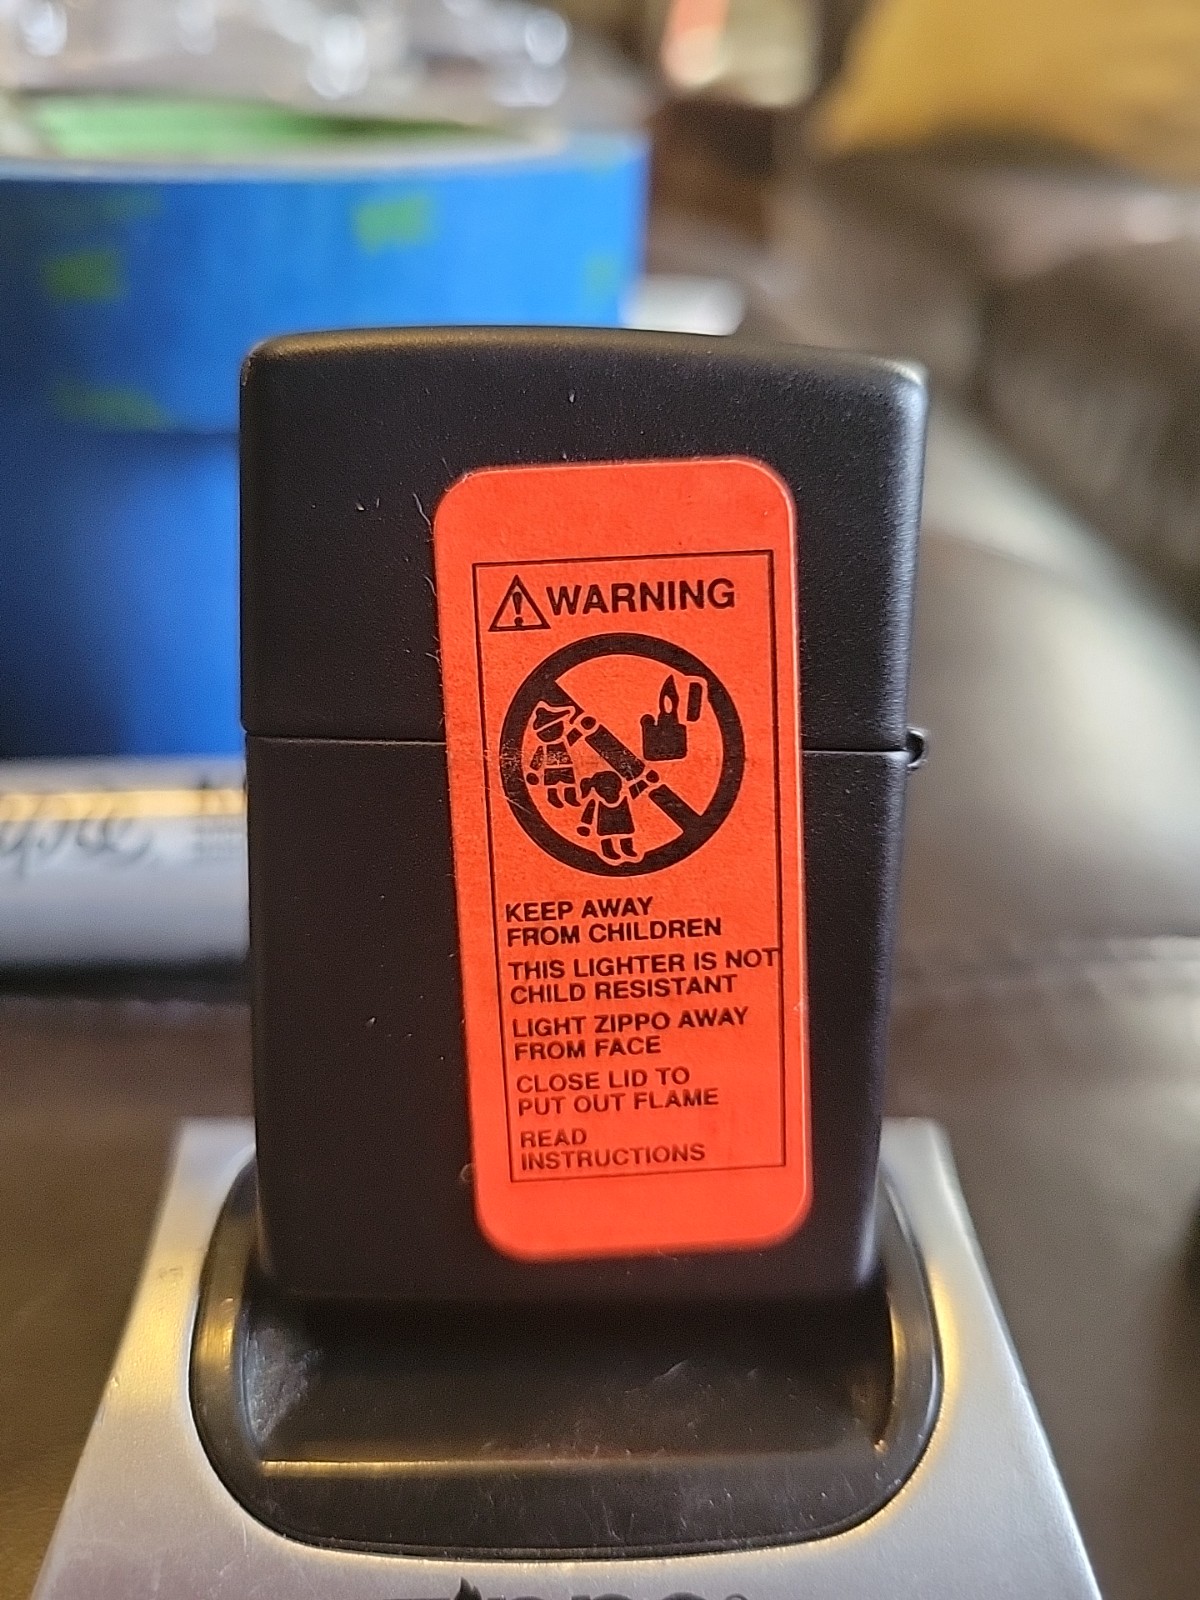 WARNING
KEEP AWAY
FROM CHILDREN
THIS LIGHTER IS NOT
CHILD RESISTANT
LIGHT ZIPPO AWAY
FROM FACE
CLOSE LID TO
PUT OUT FLAME
READ
INSTRUCTIONS